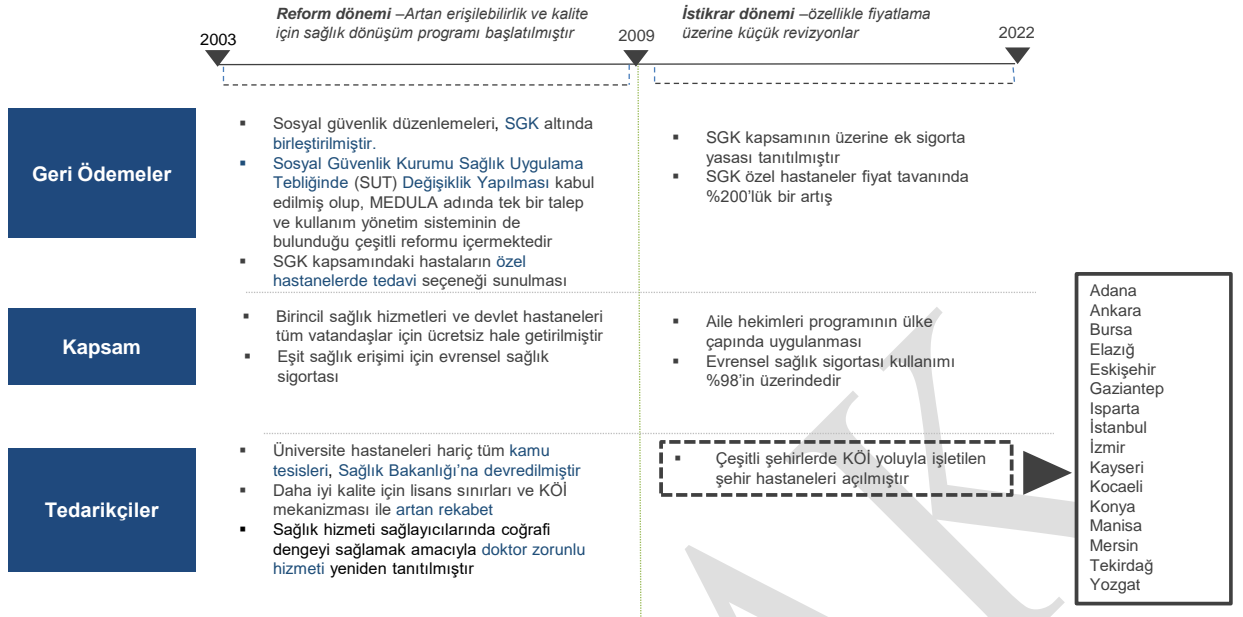 Reform dönemi –Artan erişilebilirlik ve kalite
için sağlık dönüşüm programı başlatılmıştır
İstikrar dönemi –özellikle fiyatlama
üzerine küçük revizyonlar
2003
2009
2022
Geri Ödemeler
▪ Sosyal güvenlik düzenlemeleri, SGK altında
birleştirilmiştir.
▪ Sosyal Güvenlik Kurumu Sağlık Uygulama
Tebliğinde (SUT) Değişiklik Yapılması kabul
edilmiş olup, MEDULA adında tek bir talep
ve kullanım yönetim sisteminin de
bulunduğu çeşitli reformu içermektedir
▪ SGK kapsamındaki hastaların özel
hastanelerde tedavi seçeneği sunulması
▪ SGK kapsamının üzerine ek sigorta
yasası tanıtılmıştır
▪ SGK özel hastaneler fiyat tavanında
%200'lük bir artış
Kapsam
▪ Birincil sağlık hizmetleri ve devlet hastaneleri
tüm vatandaşlar için ücretsiz hale getirilmiştir
▪ Eşit sağlık erişimi için evrensel sağlık
sigortası
▪ Aile hekimleri programının ülke
çapında uygulanması
▪ Evrensel sağlık sigortası kullanımı
%98'in üzerindedir
Tedarikçiler
▪ Üniversite hastaneleri hariç tüm kamu
tesisleri, Sağlık Bakanlığı'na devredilmiştir
▪ Daha iyi kalite için lisans sınırları ve KÖİ
mekanizması ile artan rekabet
▪ Sağlık hizmeti sağlayıcılarında coğrafi
dengeyi sağlamak amacıyla doktor zorunlu
hizmeti yeniden tanıtılmıştır
▪ Çeşitli şehirlerde KÖİ yoluyla işletilen
şehir hastaneleri açılmıştır
Adana
Ankara
Bursa
Elazığ
Eskişehir
Gaziantep
Isparta
İstanbul
İzmir
Kayseri
Kocaeli
Konya
Manisa
Mersin
Tekirdağ
Yozgat